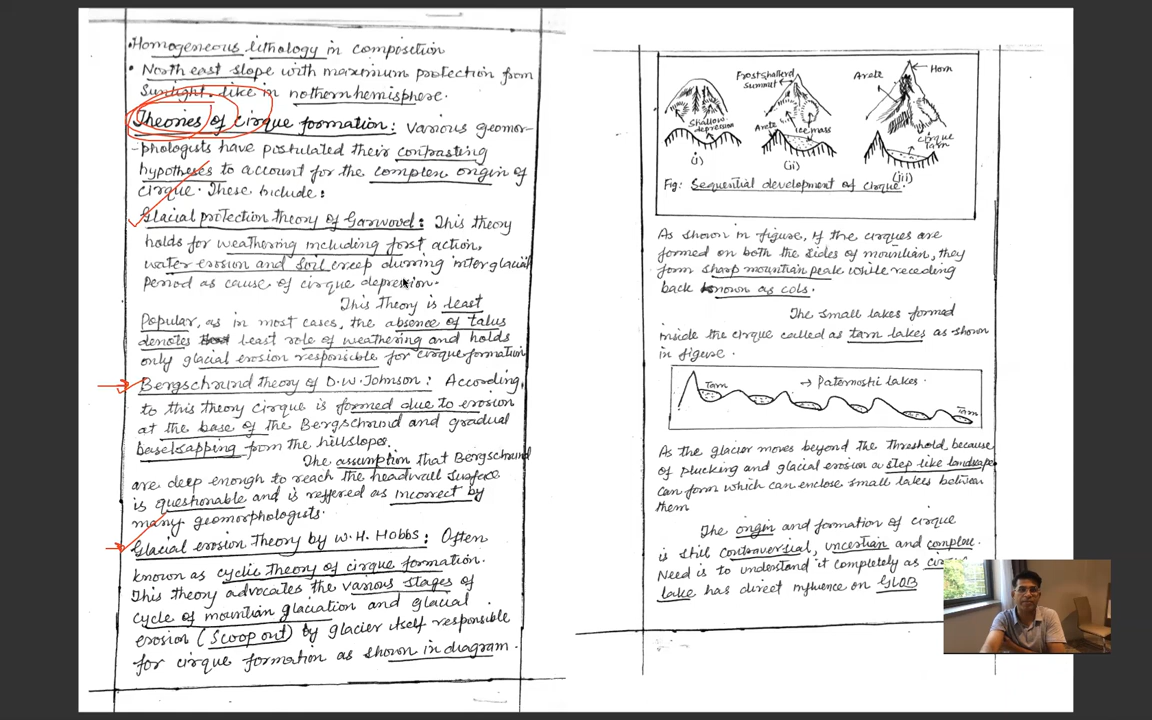 • Homogeneous lithology in composition
• North east slope with maximum protection from
Sunlight like in nothern hemisphere.
Theories of cirque formation: Various geomor-
-phologists have postulated their contrasting
hypotheses to account for the complex origin of
cirque. These include:
Glacial protection theory of Garwood: This theory
holds for weathering including forst action,
water erosion and soil creep durring interglacial
period as cause of cirque depression.
This theory is least
Popular, as in most cases, the absence of talus
denotes least role of weathering and holds
only glacial erosion responsible for cirque formation
Bergschrund theory of D.W. Johnson: According,
to this theory cirque is formed due to erosion
at the base of the Bergschrund and gradual
basal sapping from the hillslopes.
The assumption that Bergschrund
are deep enough to reach the headwall surface
is questionable and is reffered as incorrect by
many geomorphologists.
Glacial erosion theory by W.H. Hobbs: Often
known as cyclic theory of cirque formation.
This theory advocates the various stages of
cycle of mountian glaciation and glacial
erosion (Scoop out) by glacier itself responsible
for cirque formation as shown in diagram.
Shallow
depression
(i)
Frost shatterd
Summit
Arete
Ice mass
(ii)
Arete
Horn
Cirque
Tarn
(iii)
Fig: Sequential development of cirque.
As shown in figure, if the cirques are
formed on both the sides of mountian, they
form sharp mountian peak while receding
back known as cols.
The small lakes formed
inside the cirque called as tarn lakes as shown
in figure.
Tarn
→ Paternoshi lakes.
Tarn
As the glacier moves beyond the threshold, because
of plucking and glacial erosion a step like landscape
can form which can enclose small lakes between
them
The origin and formation of cirque
is still controversial, uncertian and complex.
Need is to understand it completely as
lake has direct influence on GLOB